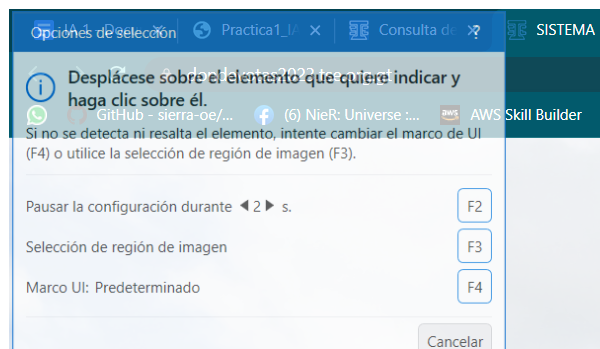 Opciones de selección
?
IA 1 - Docu
Practica1_IA
Consulta de
SISTEMA
Desplácese sobre el elemento que quiere indicar y
haga clic sobre él.
GitHub - sierra-oe/...
(6) NieR: Universe :...
aws
AWS Skill Builder
Si no se detecta ni resalta el elemento, intente cambiar el marco de UI
(F4) o utilice la selección de región de imagen (F3).
Pausar la configuración durante 2 s.
F2
Selección de región de imagen
F3
Marco UI: Predeterminado
F4
Cancelar